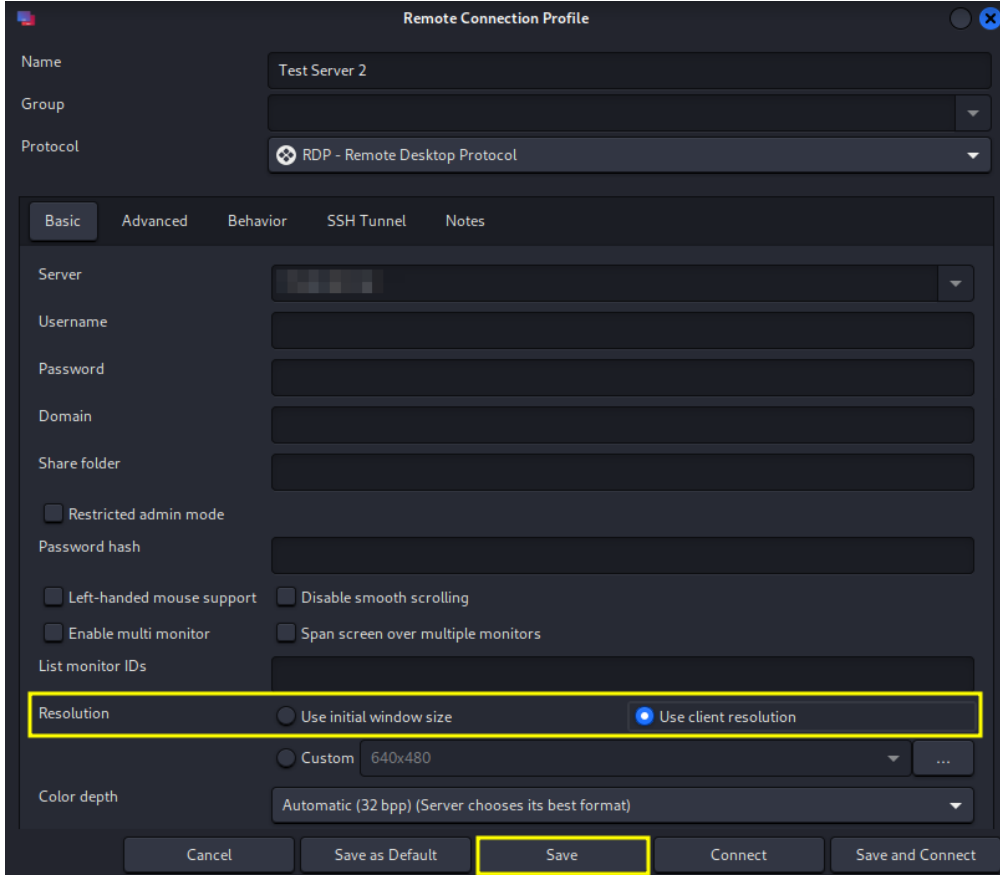 Remote Connection Profile
Name
Test Server 2
Group
Protocol
RDP - Remote Desktop Protocol
Basic Advanced Behavior SSH Tunnel Notes
Server
Username
Password
Domain
Share folder
Restricted admin mode
Password hash
Left-handed mouse support Disable smooth scrolling
Enable multi monitor Span screen over multiple monitors
List monitor IDs
Resolution Use initial window size Use client resolution
Custom 640x480 ...
Color depth Automatic (32 bpp) (Server chooses its best format)
Cancel Save as Default Save Connect Save and Connect